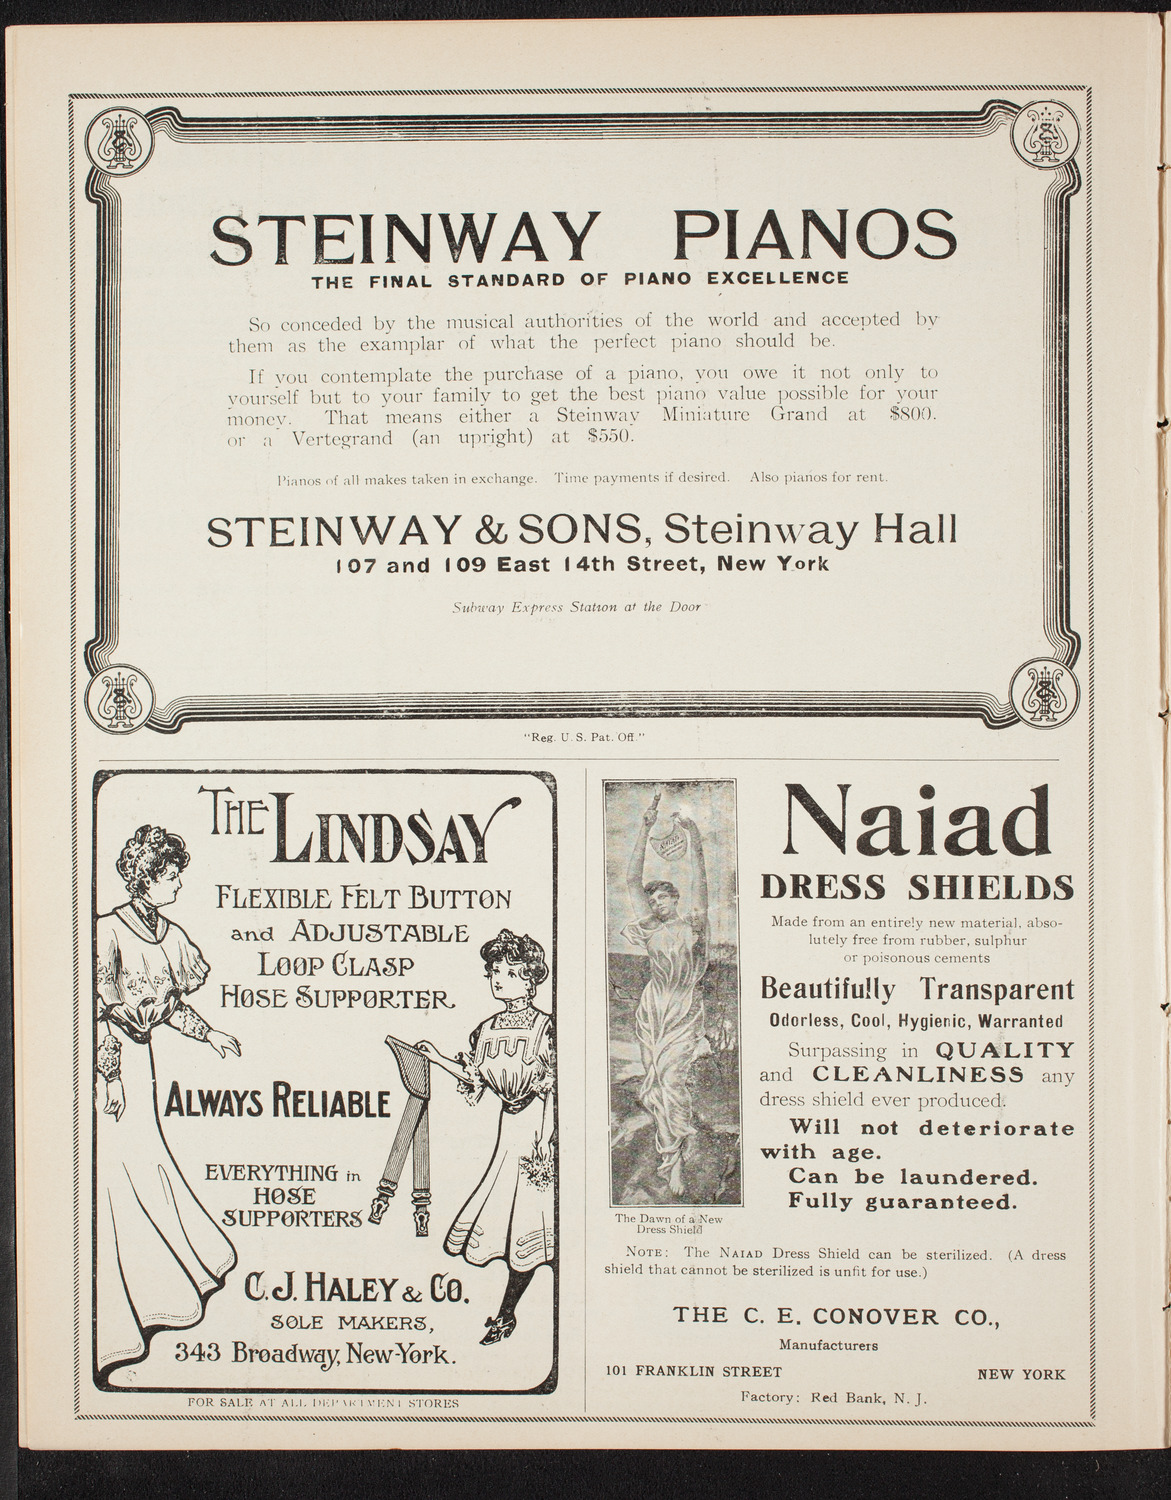 STEINWAY PIANOS
THE FINAL STANDARD OF PIANO EXCELLENCE
So conceded by the musical authorities of the world and accepted by
them as the examplar of what the perfect piano should be.
If you contemplate the purchase of a piano, you owe it not only to
yourself but to your family to get the best piano value possible for your
money. That means either a Steinway Miniature Grand at $800.
or a Vertegrand (an upright) at $550.
Pianos of all makes taken in exchange. Time payments if desired. Also pianos for rent.
STEINWAY & SONS, Steinway Hall
107 and 109 East 14th Street, New York
Subway Express Station at the Door
"Reg. U. S. Pat. Off."
THE LINDSAY
FLEXIBLE FELT BUTTON
and ADJUSTABLE
LOOP CLASP
HOSE SUPPORTER
ALWAYS RELIABLE
EVERYTHING in
HOSE
SUPPORTERS
C. J. HALEY & CO.
SOLE MAKERS,
343 Broadway, New-York.
FOR SALE AT ALL DEPARTMENT STORES
The Dawn of a New
Dress Shield
Naiad
DRESS SHIELDS
Made from an entirely new material, abso-
lutely free from rubber, sulphur
or poisonous cements
Beautifully Transparent
Odorless, Cool, Hygienic, Warranted
Surpassing in QUALITY
and CLEANLINESS any
dress shield ever produced.
Will not deteriorate
with age.
Can be laundered.
Fully guaranteed.
NOTE: The NAIAD Dress Shield can be sterilized. (A dress
shield that cannot be sterilized is unfit for use.)
THE C. E. CONOVER CO.,
Manufacturers
101 FRANKLIN STREET NEW YORK
Factory: Red Bank, N. J.